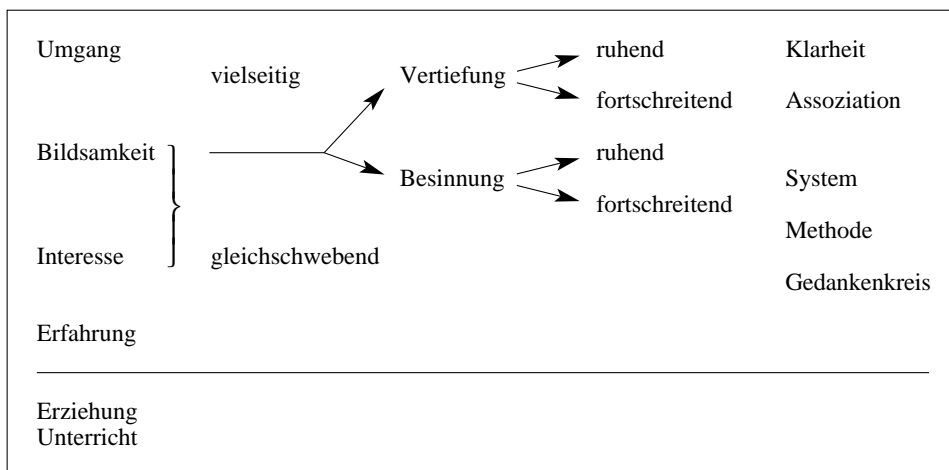 Umgang ruhend Klarheit
vielseitig Vertiefung
fortschreitend Assoziation
Bildsamkeit ruhend
Besinnung System
fortschreitend
Methode
Interesse gleichschwebend
Gedankenkreis
Erfahrung
Erziehung
Unterricht